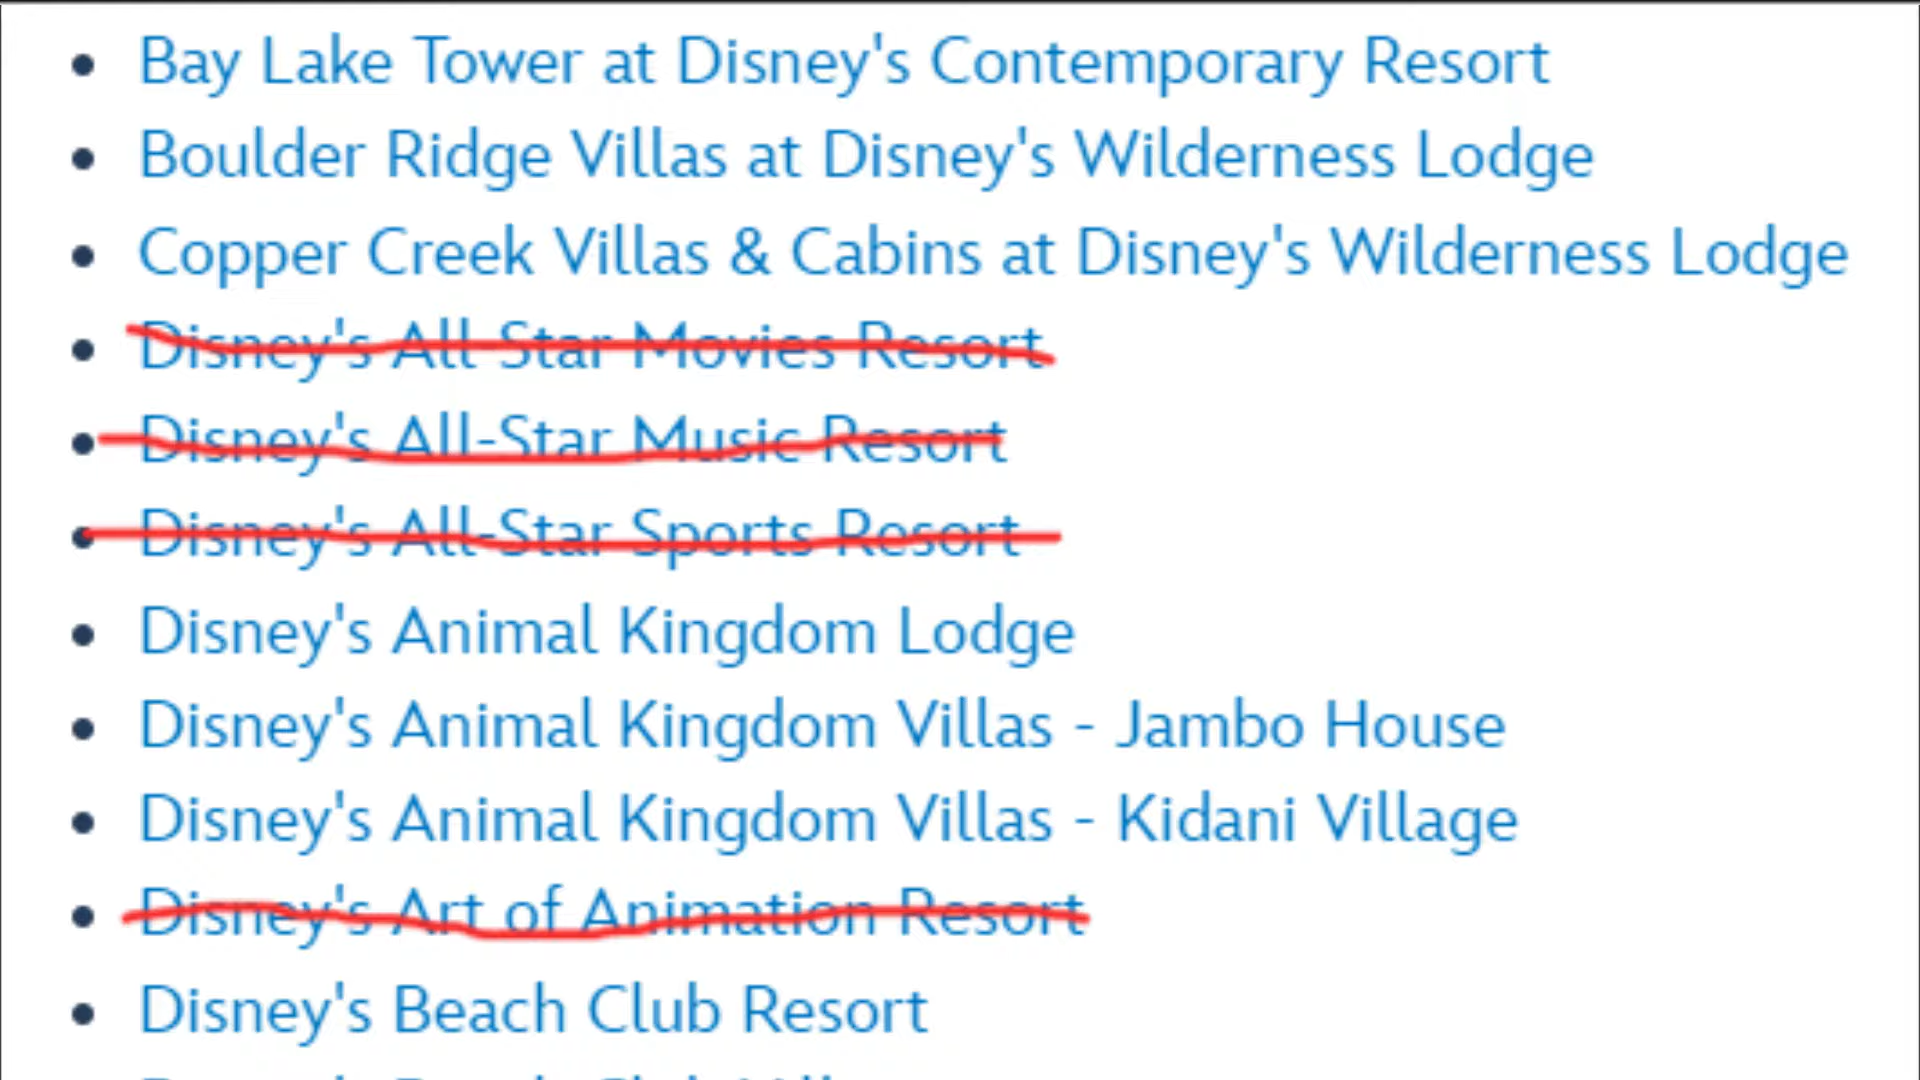 Bay Lake Tower at Disney's Contemporary Resort
Boulder Ridge Villas at Disney's Wilderness Lodge
Copper Creek Villas & Cabins at Disney's Wilderness Lodge
Disney's All-Star Movies Resort
Disney's All-Star Music Resort
Disney's All-Star Sports Resort
Disney's Animal Kingdom Lodge
Disney's Animal Kingdom Villas - Jambo House
Disney's Animal Kingdom Villas - Kidani Village
Disney's Art of Animation Resort
Disney's Beach Club Resort